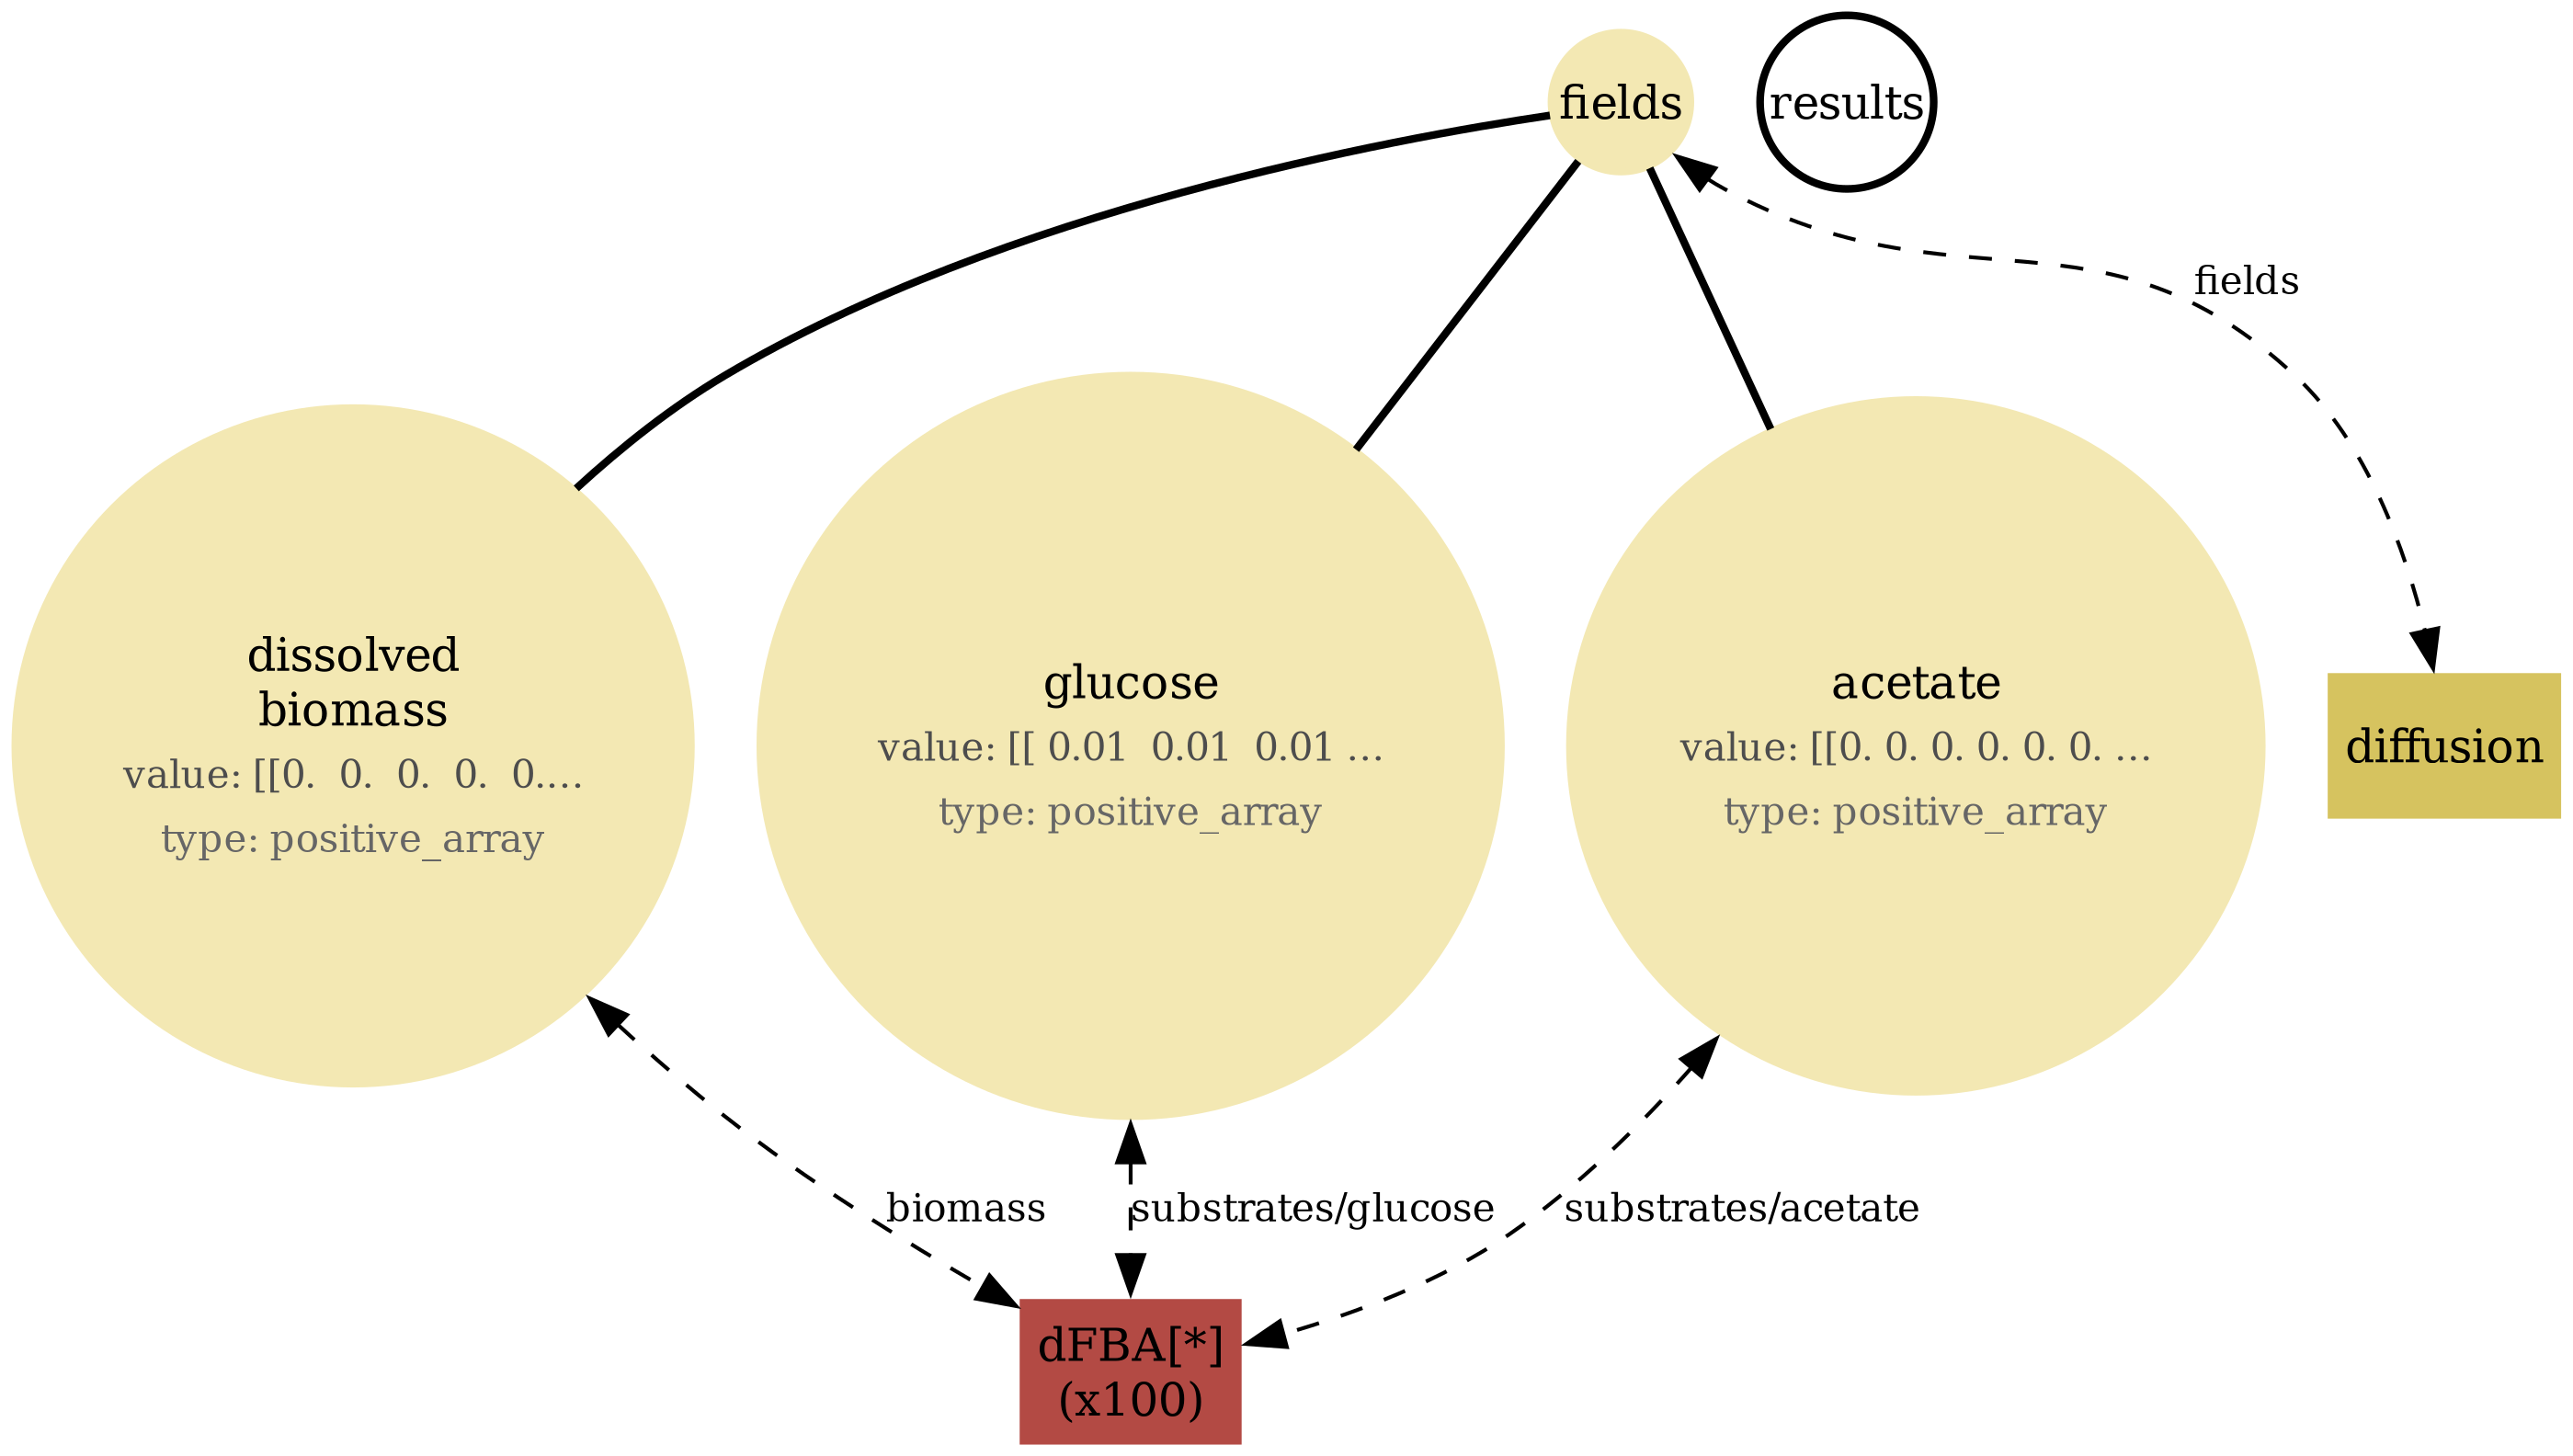 fields
results
fields
dissolved
biomass
value: [[0.  0.  0.  0.  0....
type: positive_array
glucose
value: [[ 0.01  0.01  0.01 ...
type: positive_array
acetate
value: [[0. 0. 0. 0. 0. 0. ...
type: positive_array
diffusion
biomass
substrates/glucose
substrates/acetate
dFBA[*]
(x100)